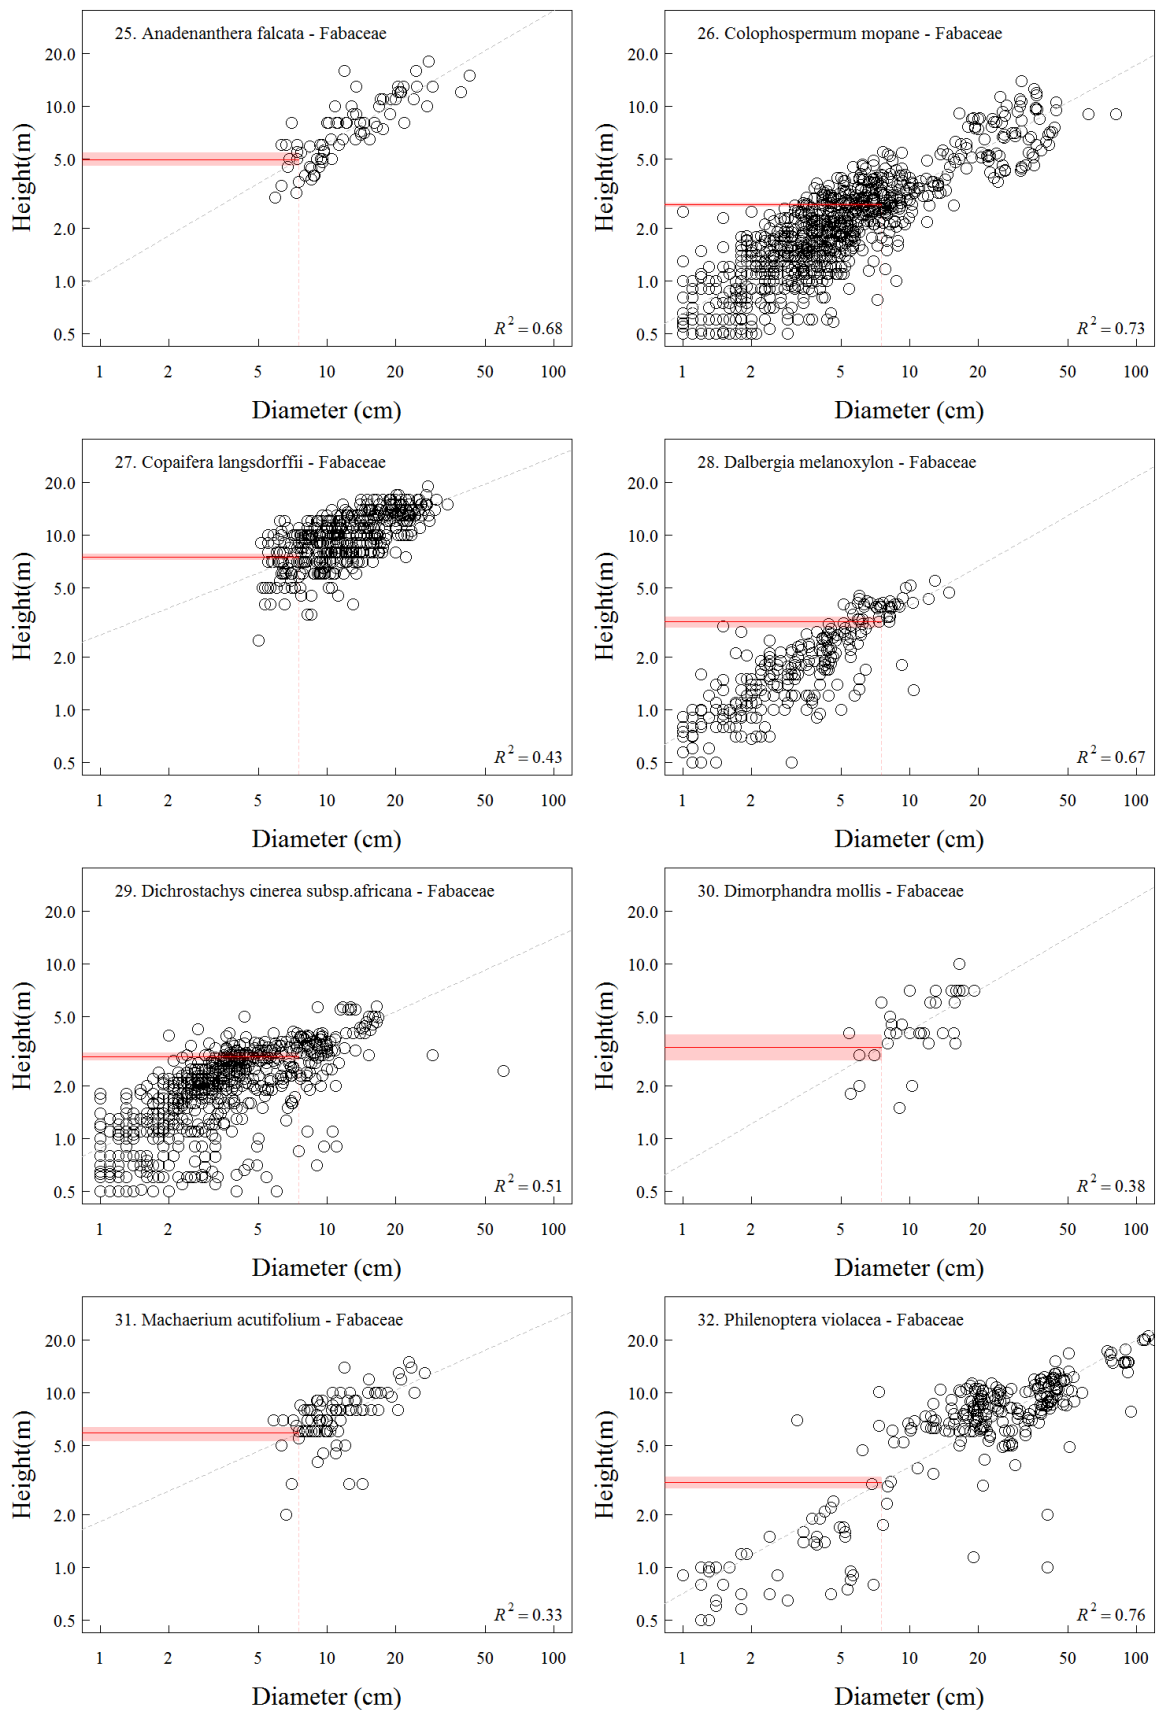 25. Anadenanthera falcata - Fabaceae
20.0
10.0
5.0
2.0
1.0
0.5
Height(m)
R² = 0.68
1 2 5 10 20 50 100
Diameter (cm)
26. Colophospermum mopane - Fabaceae
20.0
10.0
5.0
2.0
1.0
0.5
Height(m)
R² = 0.73
1 2 5 10 20 50 100
Diameter (cm)
27. Copaifera langsdorffii - Fabaceae
20.0
10.0
5.0
2.0
1.0
0.5
Height(m)
R² = 0.43
1 2 5 10 20 50 100
Diameter (cm)
28. Dalbergia melanoxylon - Fabaceae
20.0
10.0
5.0
2.0
1.0
0.5
Height(m)
R² = 0.67
1 2 5 10 20 50 100
Diameter (cm)
29. Dichrostachys cinerea subsp.africana - Fabaceae
20.0
10.0
5.0
2.0
1.0
0.5
Height(m)
R² = 0.51
1 2 5 10 20 50 100
Diameter (cm)
30. Dimorphandra mollis - Fabaceae
20.0
10.0
5.0
2.0
1.0
0.5
Height(m)
R² = 0.38
1 2 5 10 20 50 100
Diameter (cm)
31. Machaerium acutifolium - Fabaceae
20.0
10.0
5.0
2.0
1.0
0.5
Height(m)
R² = 0.33
1 2 5 10 20 50 100
Diameter (cm)
32. Philenoptera violacea - Fabaceae
20.0
10.0
5.0
2.0
1.0
0.5
Height(m)
R² = 0.76
1 2 5 10 20 50 100
Diameter (cm)